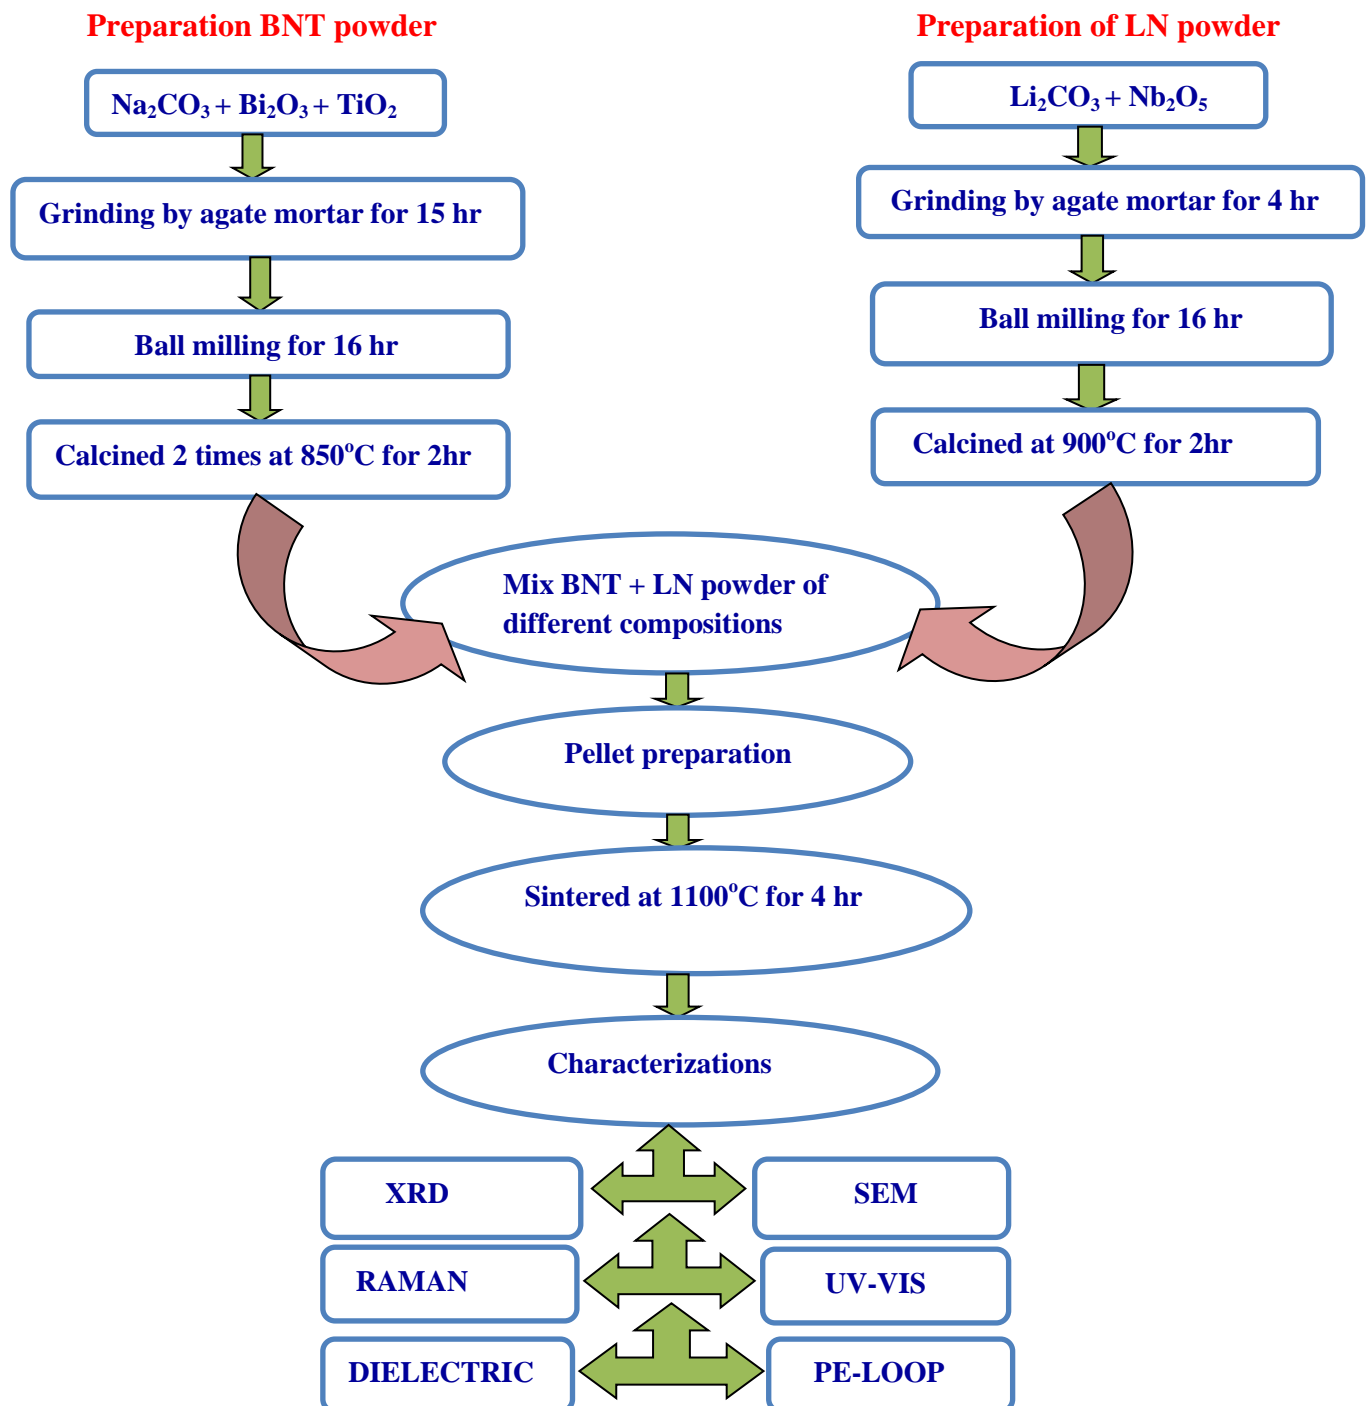 Preparation BNT powder
Na₂CO₃ + Bi₂O₃ + TiO₂
Grinding by agate mortar for 15 hr
Ball milling for 16 hr
Calcined 2 times at 850°C for 2hr
Preparation of LN powder
Li₂CO₃ + Nb₂O₅
Grinding by agate mortar for 4 hr
Ball milling for 16 hr
Calcined at 900°C for 2hr
Mix BNT + LN powder of
different compositions
Pellet preparation
Sintered at 1100°C for 4 hr
Characterizations
XRD
SEM
RAMAN
UV-VIS
DIELECTRIC
PE-LOOP